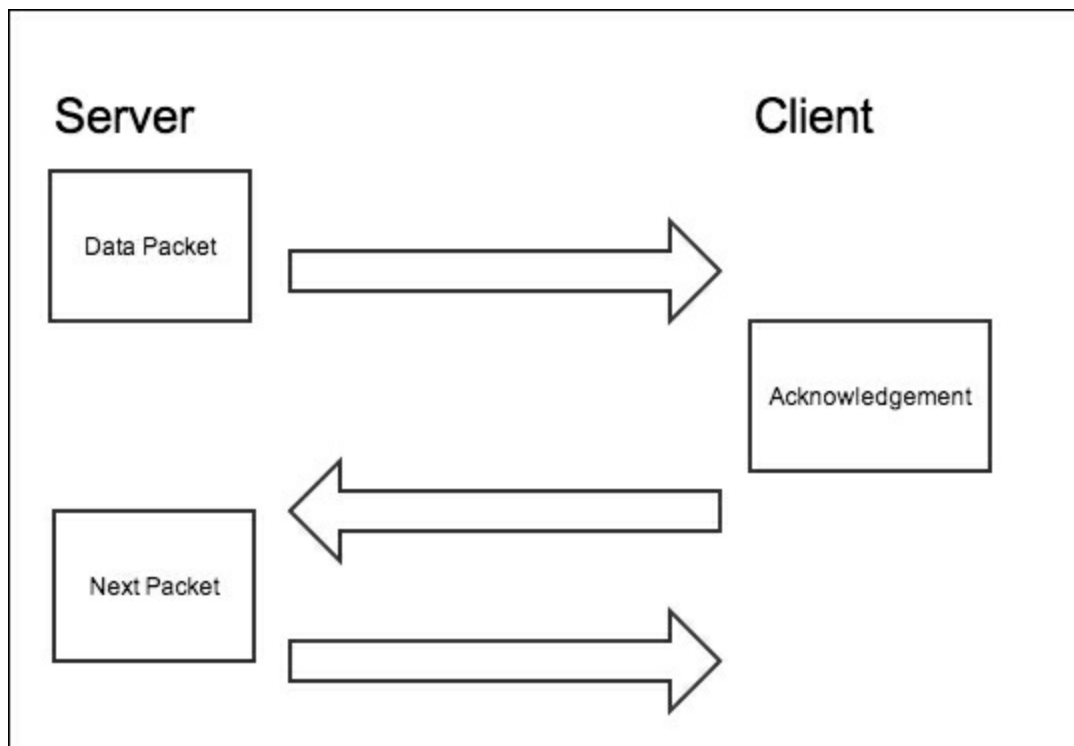 Server
Client
Data Packet
Acknowledgement
Next Packet